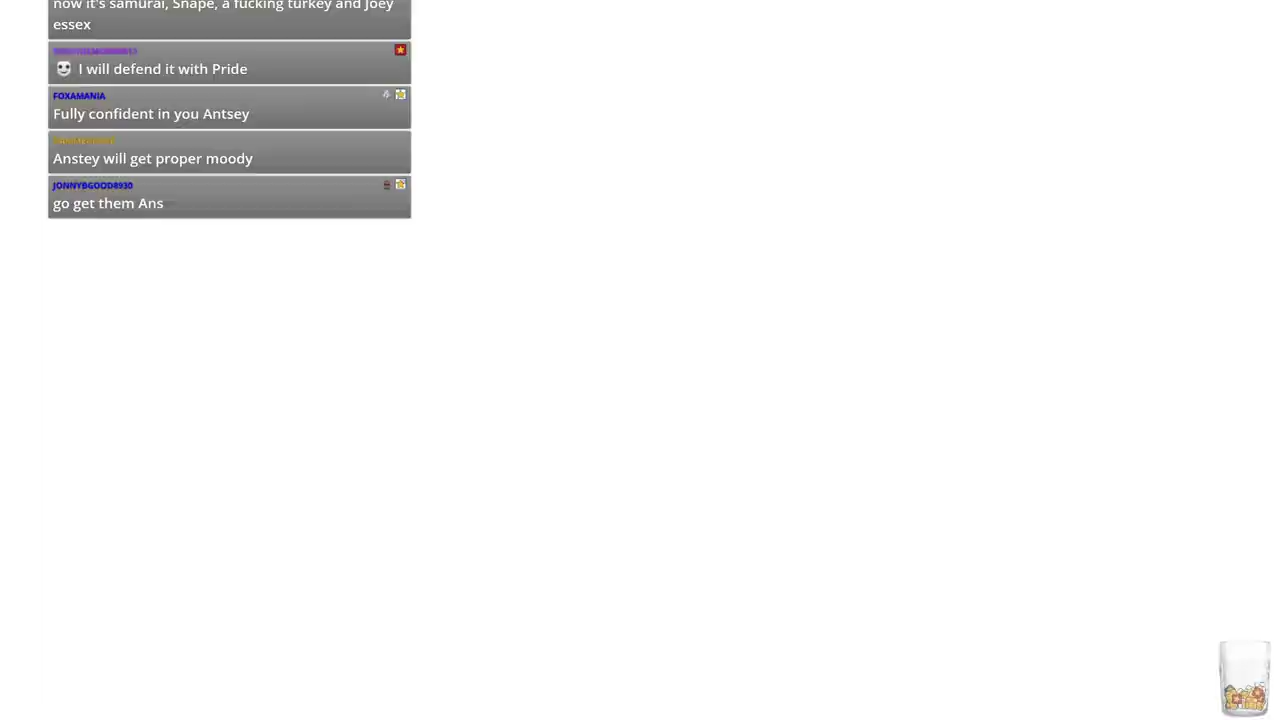 now it's samurai, Snape, a fucking turkey and Joey
essex
I will defend it with Pride
FOXAMANIA
Fully confident in you Antsey
Anstey will get proper moody
JONNYBGOOD8930
go get them Ans